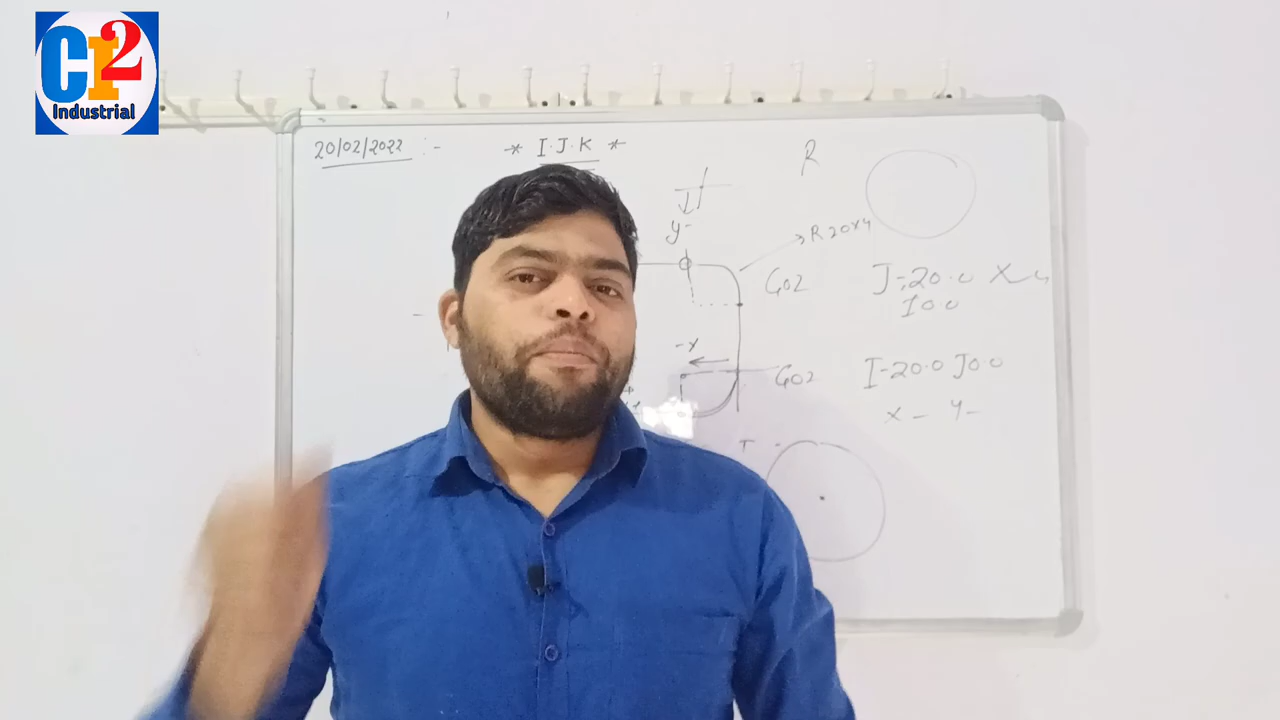 CI2
Industrial
20/02/2022 :-
* I.J.K *
R
y-
R20x4
G02
J-20.0 X
I0.0
-x
G02
I-20.0 J0.0
x- y-